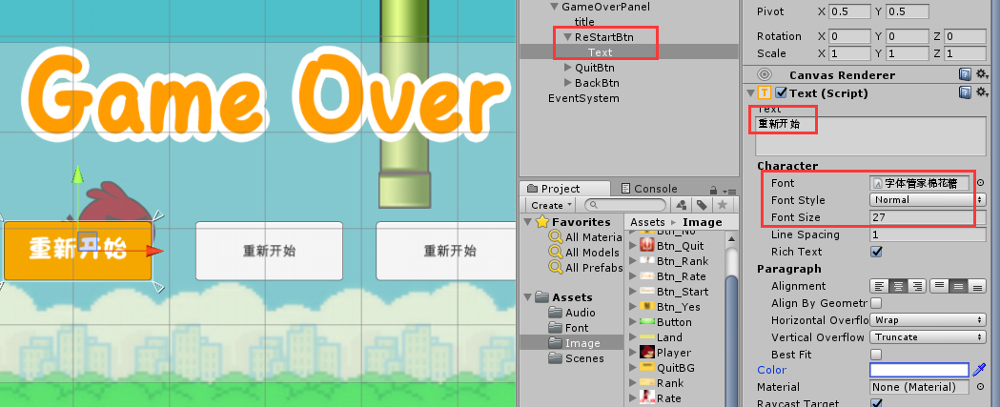 Game Over
重新开始
重新开始
重新开始
GameOverPanel
title
ReStartBtn
Text
QuitBtn
BackBtn
EventSystem
Project
Console
Create
Favorites
All Materia
All Models
All Prefabs
Assets
Audio
Font
Image
Scenes
Assets Image
Btn_No
Btn_Quit
Btn_Rank
Btn_Rate
Btn_Start
Btn_Yes
Button
Land
Player
QuitBG
Rank
Rate
Pivot X 0.5 Y 0.5
Rotation X 0 Y 0 Z 0
Scale X 1 Y 1 Z 1
Canvas Renderer
Text (Script)
Text
重新开始
Character
Font 字体管家棉花糖
Font Style Normal
Font Size 27
Line Spacing 1
Rich Text
Paragraph
Alignment
Align By Geometr
Horizontal Overflo Wrap
Vertical Overflow Truncate
Best Fit
Color
Material None (Material)
Raycast Target